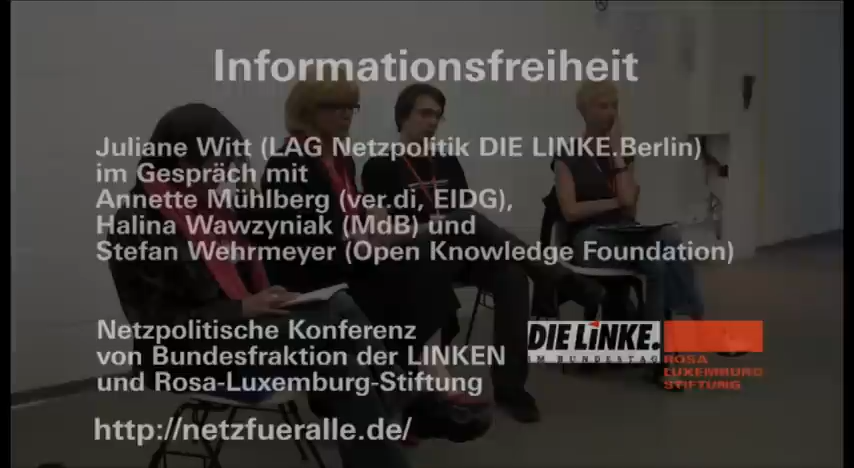 Informationsfreiheit
Juliane Witt (LAG Netzpolitik DIE LINKE.Berlin)
im Gespräch mit
Annette Mühlberg (ver.di, EIDG),
Halina Wawzyniak (MdB) und
Stefan Wehrmeyer (Open Knowledge Foundation)
Netzpolitische Konferenz
von Bundesfraktion der LINKEN
und Rosa-Luxemburg-Stiftung
DIE LINKE.
IM BUNDESTAG
ROSA
LUXEMBURG
STIFTUNG
http://netzfueralle.de/